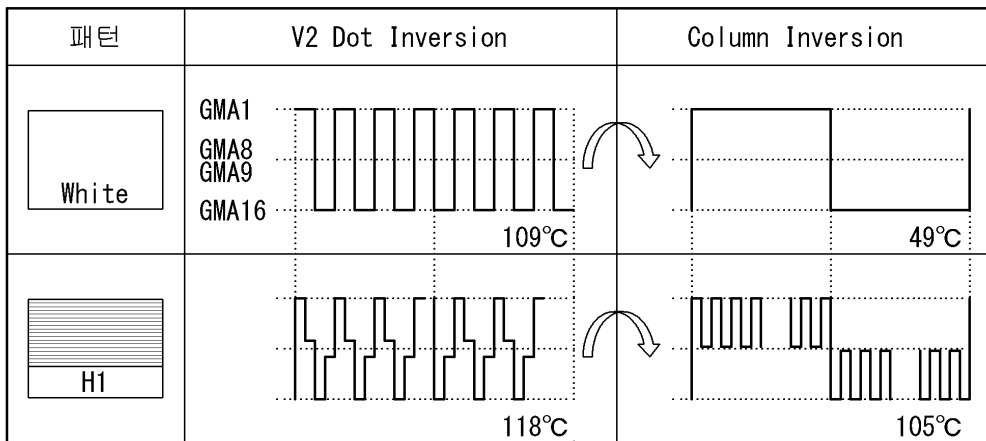 패턴
V2 Dot Inversion
Column Inversion
White
GMA1
GMA8
GMA9
GMA16
109℃
49℃
H1
118℃
105℃